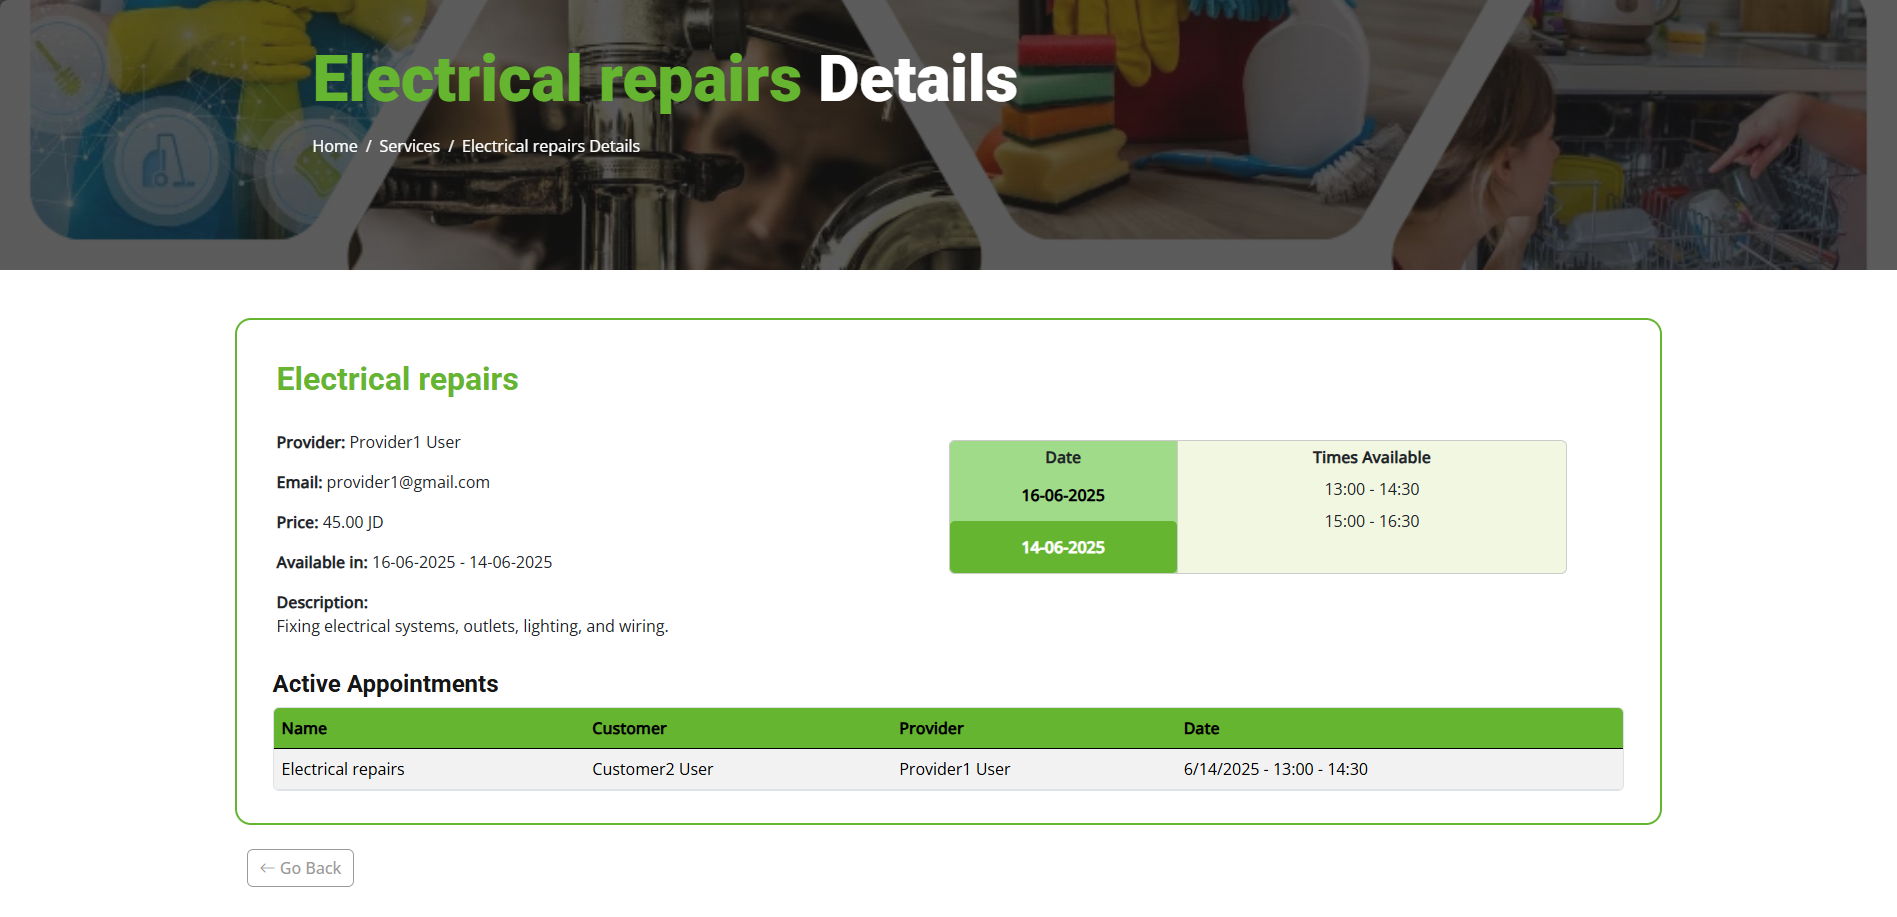 Electrical repairs Details
Home / Services / Electrical repairs Details
Electrical repairs
Provider: Provider1 User
Email: provider1@gmail.com
Price: 45.00 JD
Available in: 16-06-2025 - 14-06-2025
Description:
Fixing electrical systems, outlets, lighting, and wiring.
Date
16-06-2025
14-06-2025
Times Available
13:00 - 14:30
15:00 - 16:30
Active Appointments
Name Customer Provider Date
Electrical repairs Customer2 User Provider1 User 6/14/2025 - 13:00 - 14:30
← Go Back